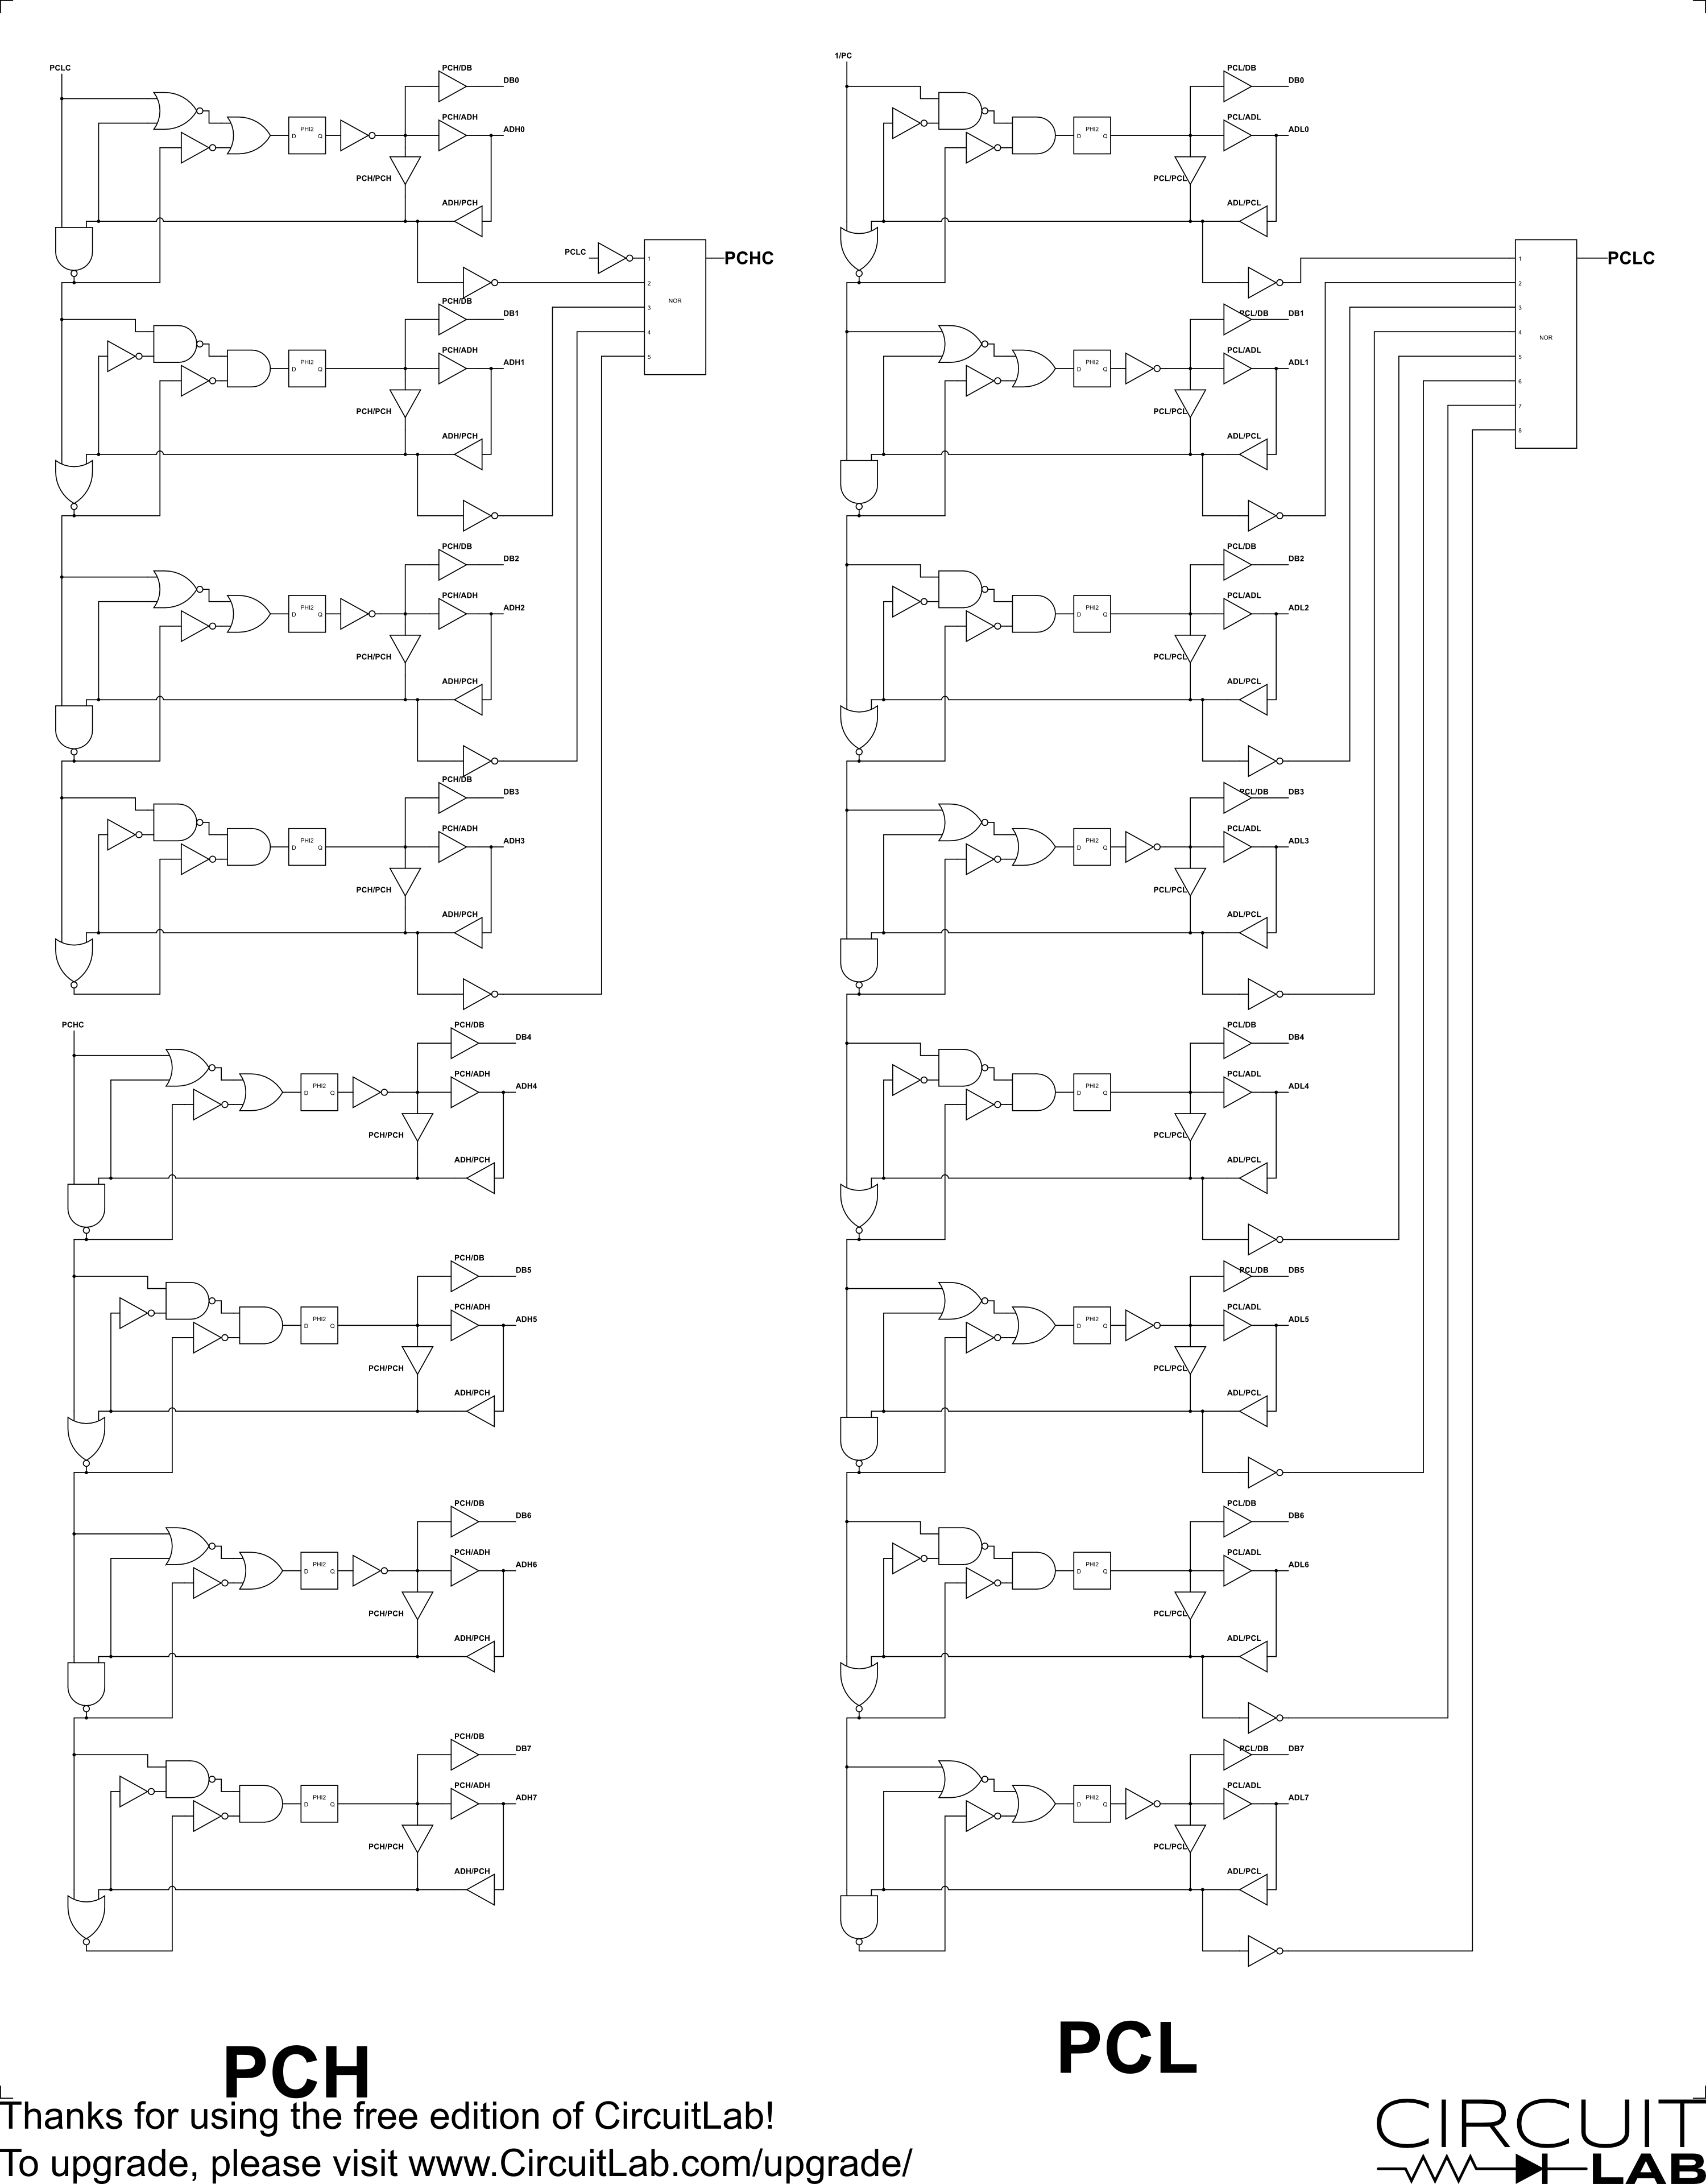 PCLC
PCH/DB
DB0
PCH/ADH
ADH0
PHI2
D Q
PCH/PCH
ADH/PCH
PCLC
1
2
3
4
5
NOR
PCHC
PCH/DB
DB1
PCH/ADH
ADH1
PHI2
D Q
PCH/PCH
ADH/PCH
PCH/DB
DB2
PCH/ADH
ADH2
PHI2
D Q
PCH/PCH
ADH/PCH
PCH/DB
DB3
PCH/ADH
ADH3
PHI2
D Q
PCH/PCH
ADH/PCH
PCHC
PCH/DB
DB4
PCH/ADH
ADH4
PHI2
D Q
PCH/PCH
ADH/PCH
PCH/DB
DB5
PCH/ADH
ADH5
PHI2
D Q
PCH/PCH
ADH/PCH
PCH/DB
DB6
PCH/ADH
ADH6
PHI2
D Q
PCH/PCH
ADH/PCH
PCH/DB
DB7
PCH/ADH
ADH7
PHI2
D Q
PCH/PCH
ADH/PCH
PCH
1/PC
PCL/DB
DB0
PCL/ADL
ADL0
PHI2
D Q
PCL/PCL
ADL/PCL
1
2
3
4
5
6
7
8
NOR
PCLC
PCL/DB
DB1
PCL/ADL
ADL1
PHI2
D Q
PCL/PCL
ADL/PCL
PCL/DB
DB2
PCL/ADL
ADL2
PHI2
D Q
PCL/PCL
ADL/PCL
PCL/DB
DB3
PCL/ADL
ADL3
PHI2
D Q
PCL/PCL
ADL/PCL
PCL/DB
DB4
PCL/ADL
ADL4
PHI2
D Q
PCL/PCL
ADL/PCL
PCL/DB
DB5
PCL/ADL
ADL5
PHI2
D Q
PCL/PCL
ADL/PCL
PCL/DB
DB6
PCL/ADL
ADL6
PHI2
D Q
PCL/PCL
ADL/PCL
PCL/DB
DB7
PCL/ADL
ADL7
PHI2
D Q
PCL/PCL
ADL/PCL
PCL
Thanks for using the free edition of CircuitLab!
To upgrade, please visit www.CircuitLab.com/upgrade/
CIRCUIT
LAB